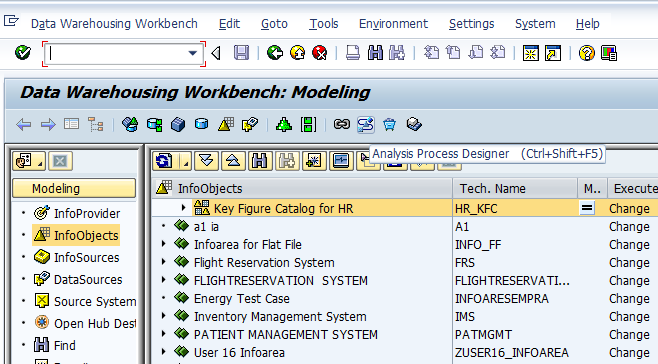 Data Warehousing Workbench Edit Goto Tools Environment Settings System Help
Data Warehousing Workbench: Modeling
Analysis Process Designer (Ctrl+Shift+F5)
Modeling
InfoProvider
InfoObjects
InfoSources
DataSources
Source System
Open Hub Dest
Find
InfoObjects Tech. Name M.. Execute
Key Figure Catalog for HR HR_KFC = Change
a1 ia A1 Change
Infoarea for Flat File INFO_FF Change
Flight Reservation System FRS Change
FLIGHTRESERVATION SYSTEM FLIGHTRESERVATI... Change
Energy Test Case INFOARESEMPRA Change
Inventory Management System IMS Change
PATIENT MANAGEMENT SYSTEM PATMGMT Change
User 16 Infoarea ZUSER16_INFOAREA Change